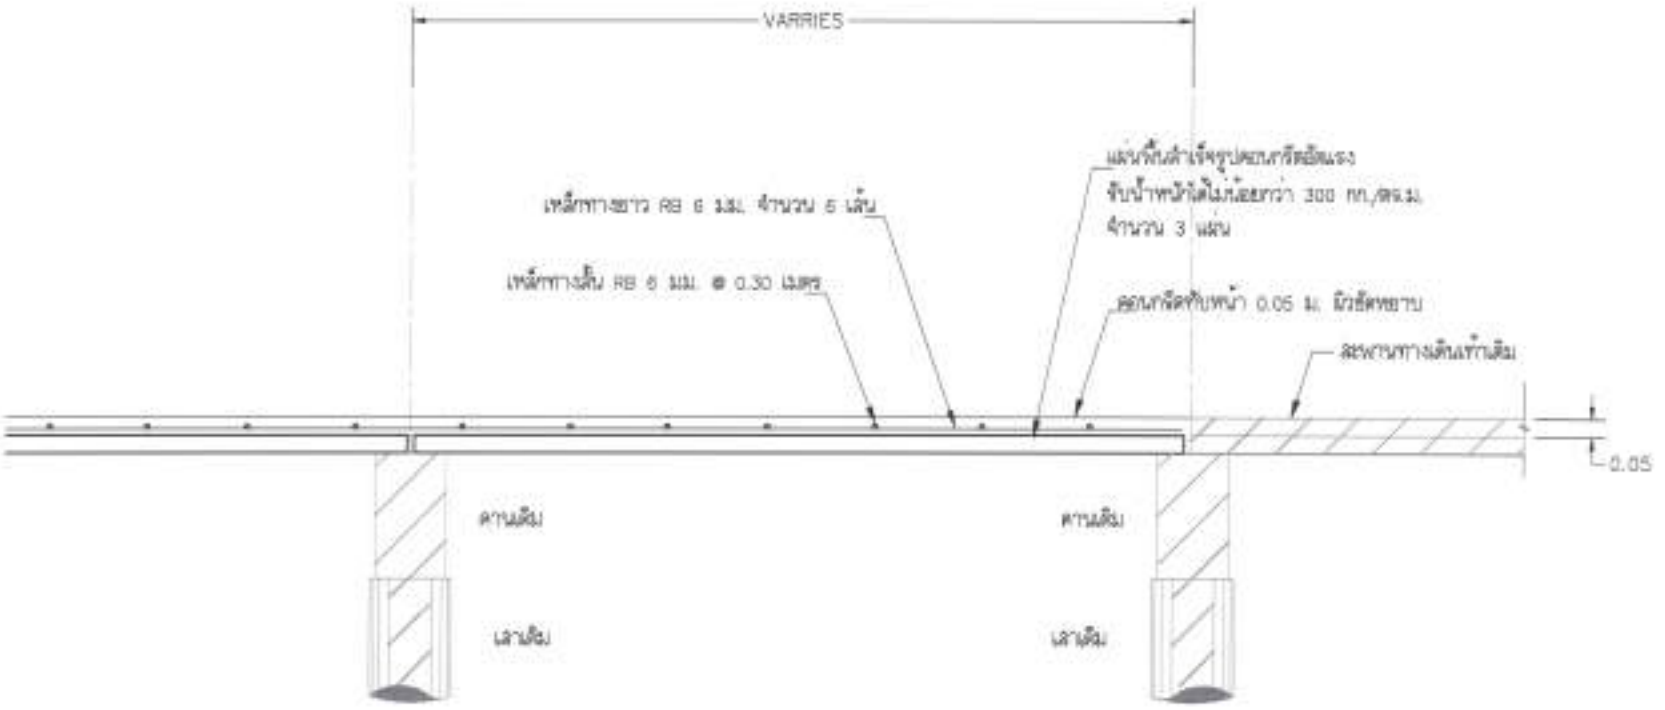 VARRIES
แผ่นพื้นสำเร็จรูปคอนกรีตอัดแรง
รับน้ำหนักได้ไม่น้อยกว่า 300 กก./ตร.ม.
จำนวน 3 แผ่น
เหล็กทางยาว RB 6 มม. จำนวน 6 เส้น
เหล็กทางสั้น RB 6 มม. @ 0.30 เมตร
คอนกรีตทับหน้า 0.05 ม. ผิวขัดหยาบ
สะพานทางเดินเท้าเดิม
0.05
คานเดิม
คานเดิม
เสาเดิม
เสาเดิม